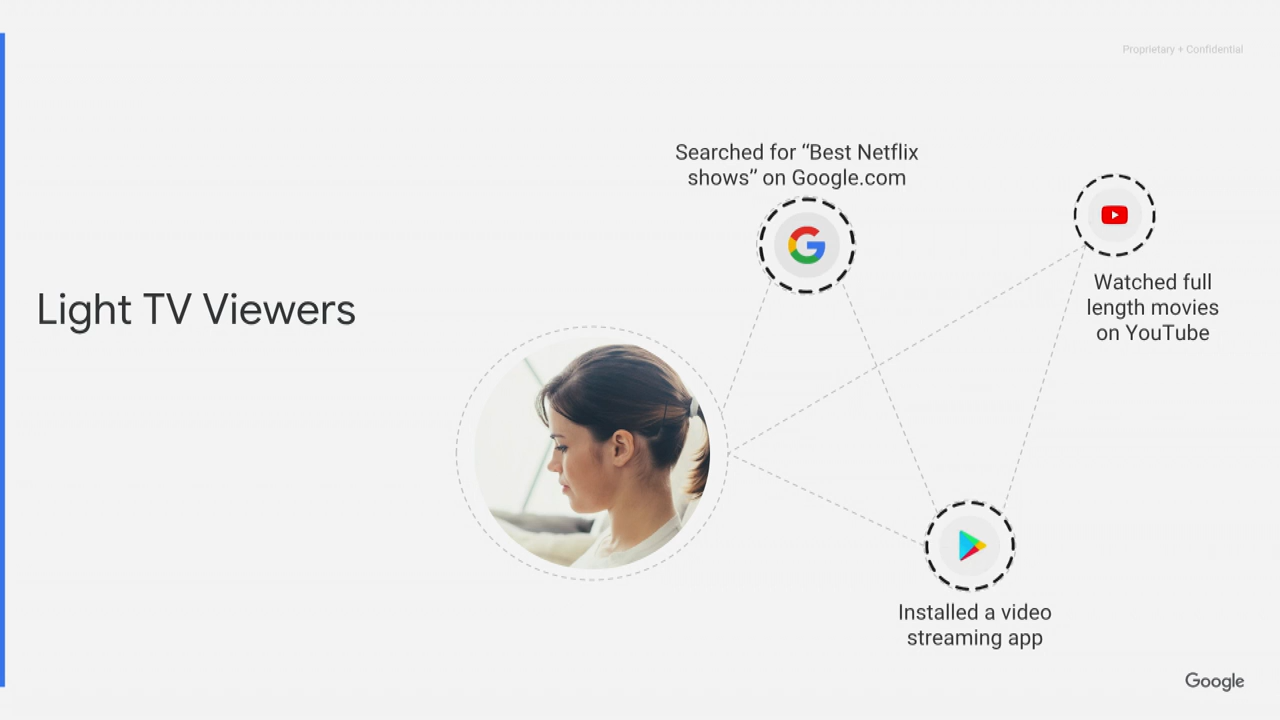 Proprietary + Confidential
Searched for “Best Netflix
shows” on Google.com
Watched full
length movies
on YouTube
Light TV Viewers
Installed a video
streaming app
Google